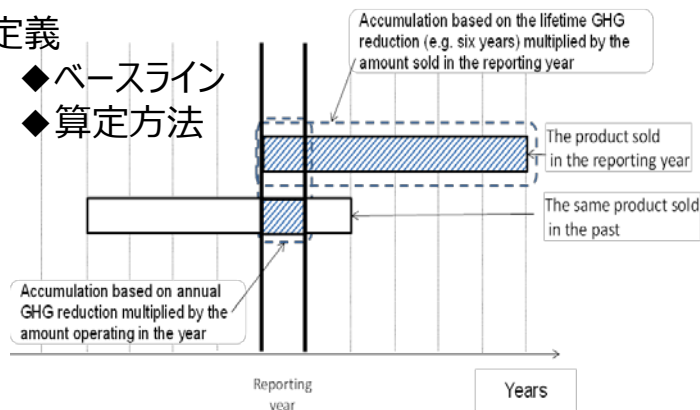 定義
◆ベースライン
◆算定方法
Accumulation based on the lifetime GHG
reduction (e.g. six years) multiplied by the
amount sold in the reporting year
The product sold
in the reporting year
The same product sold
in the past
Accumulation based on annual
GHG reduction multiplied by the
amount operating in the year
Reporting
year
Years